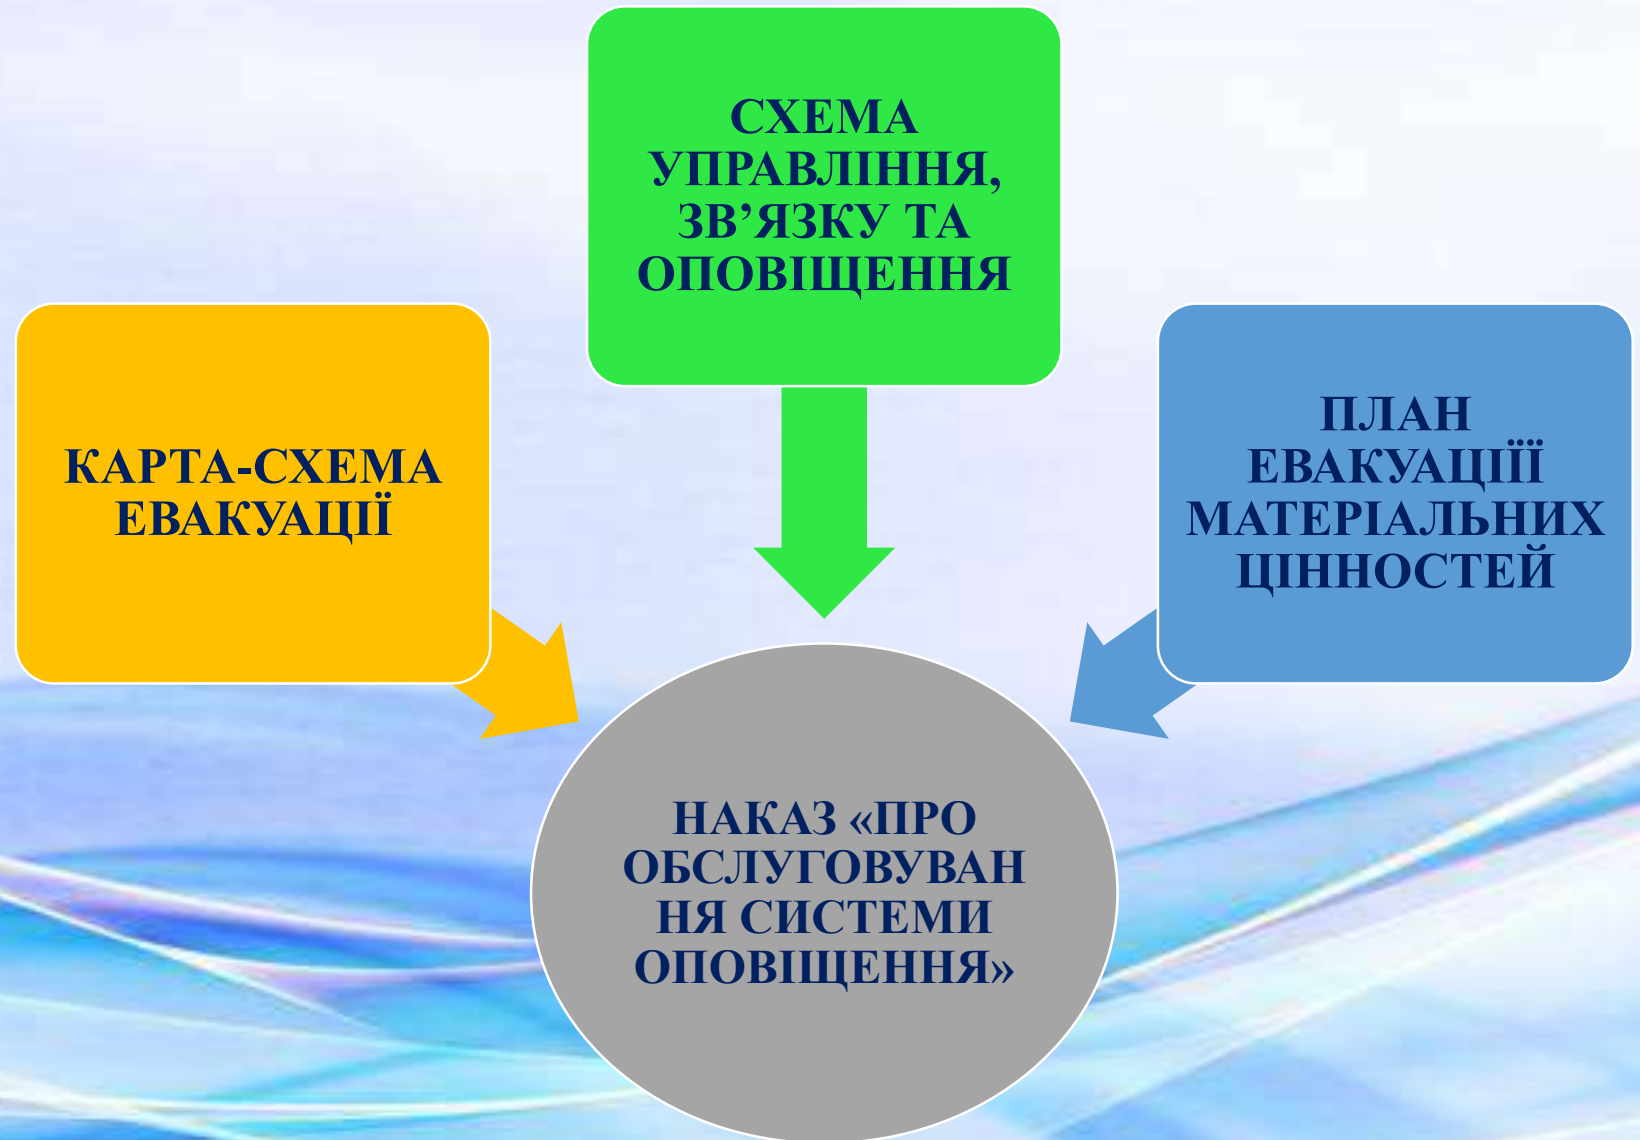 СХЕМА
УПРАВЛІННЯ,
ЗВ’ЯЗКУ ТА
ОПОВІЩЕННЯ
КАРТА-СХЕМА
ЕВАКУАЦІЇ
ПЛАН
ЕВАКУАЦІЇЇ
МАТЕРІАЛЬНИХ
ЦІННОСТЕЙ
НАКАЗ «ПРО
ОБСЛУГОВУВАН
НЯ СИСТЕМИ
ОПОВІЩЕННЯ»